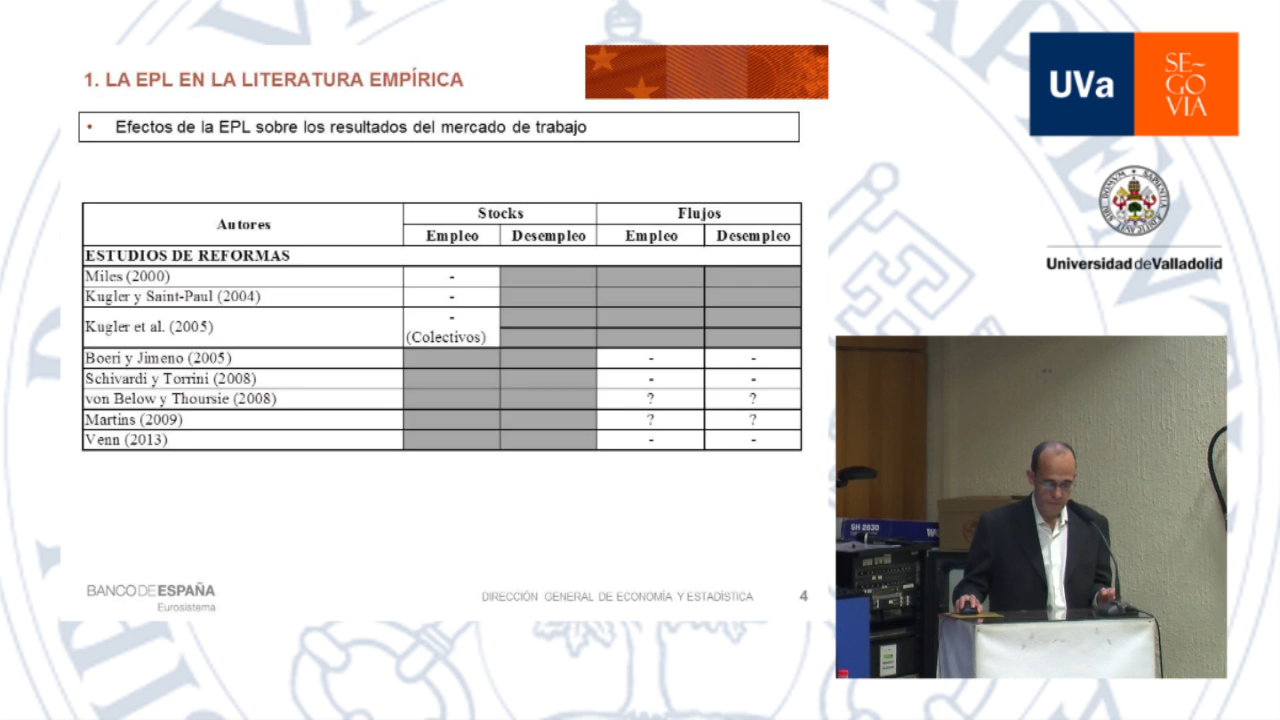 1. LA EPL EN LA LITERATURA EMPÍRICA
• Efectos de la EPL sobre los resultados del mercado de trabajo
Autores Stocks Flujos
Empleo Desempleo Empleo Desempleo
ESTUDIOS DE REFORMAS
Miles (2000) -
Kugler y Saint-Paul (2004) -
Kugler et al. (2005) - (Colectivos)
Boeri y Jimeno (2005) - -
Schivardi y Torrini (2008) - -
von Below y Thoursie (2008) ? ?
Martins (2009) ? ?
Venn (2013) - -
BANCODEESPAÑA
Eurosistema
DIRECCIÓN GENERAL DE ECONOMÍA Y ESTADÍSTICA 4
UVa
SE~
GO
VIA
Universidad de Valladolid